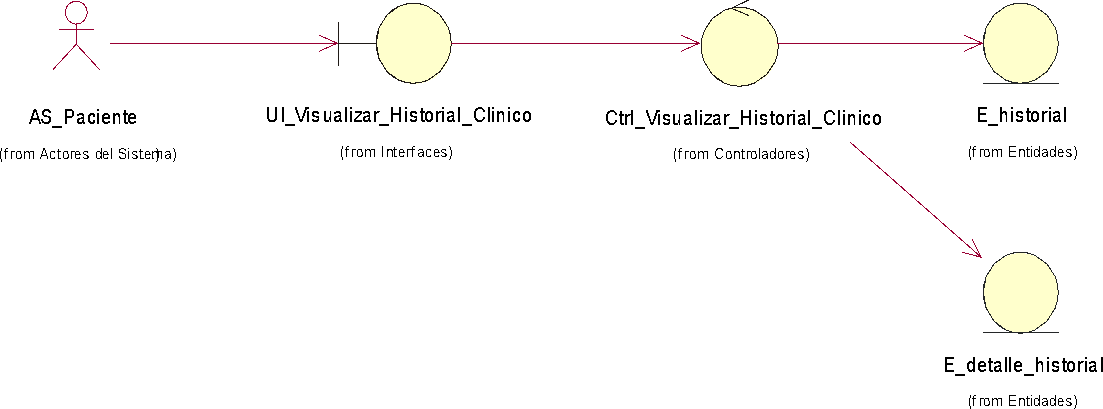 AS_Paciente
(from Actores del Sistema)
UI_Visualizar_Historial_Clinico
(from Interfaces)
Ctrl_Visualizar_Historial_Clinico
(from Controladores)
E_historial
(from Entidades)
E_detalle_historial
(from Entidades)